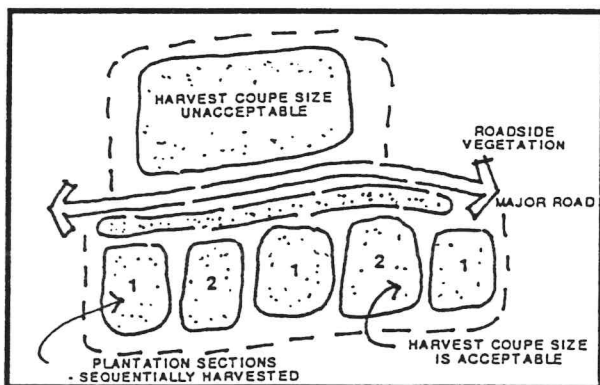 HARVEST COUPE SIZE
UNACCEPTABLE
ROADSIDE
VEGETATION
MAJOR ROAD
1
2
1
2
1
PLANTATION SECTIONS
- SEQUENTIALLY HARVESTED
HARVEST COUPE SIZE
IS ACCEPTABLE